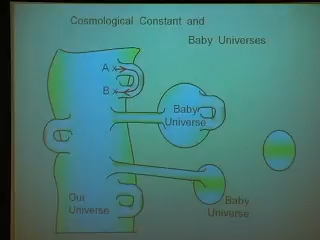 Cosmological Constant and
Baby Universes
A x
B x
Baby
Universe
Our
Universe
Baby
Universe